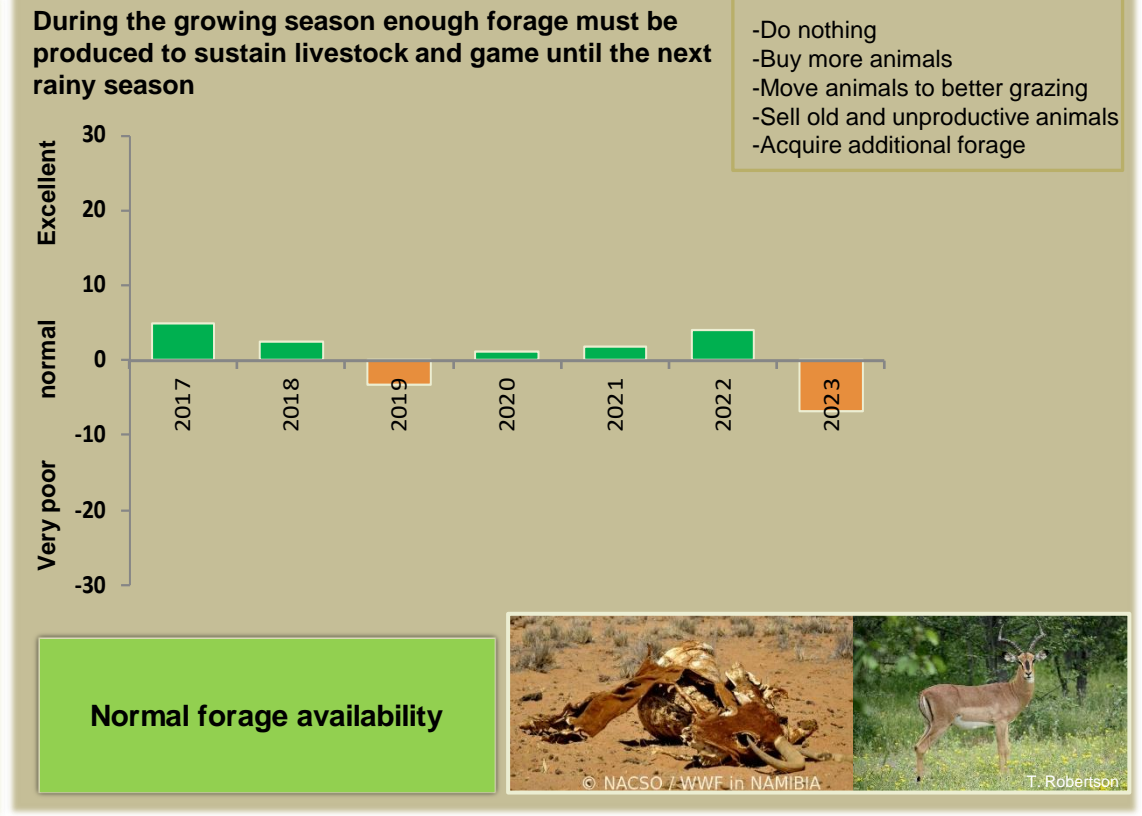 During the growing season enough forage must be
produced to sustain livestock and game until the next
rainy season
-Do nothing
-Buy more animals
-Move animals to better grazing
-Sell old and unproductive animals
-Acquire additional forage
Excellent
normal
Very poor
30
20
10
0
-10
-20
-30
2017
2018
2019
2020
2021
2022
2023
Normal forage availability
© NACSO / WWF in NAMIBIA
T. Robertson